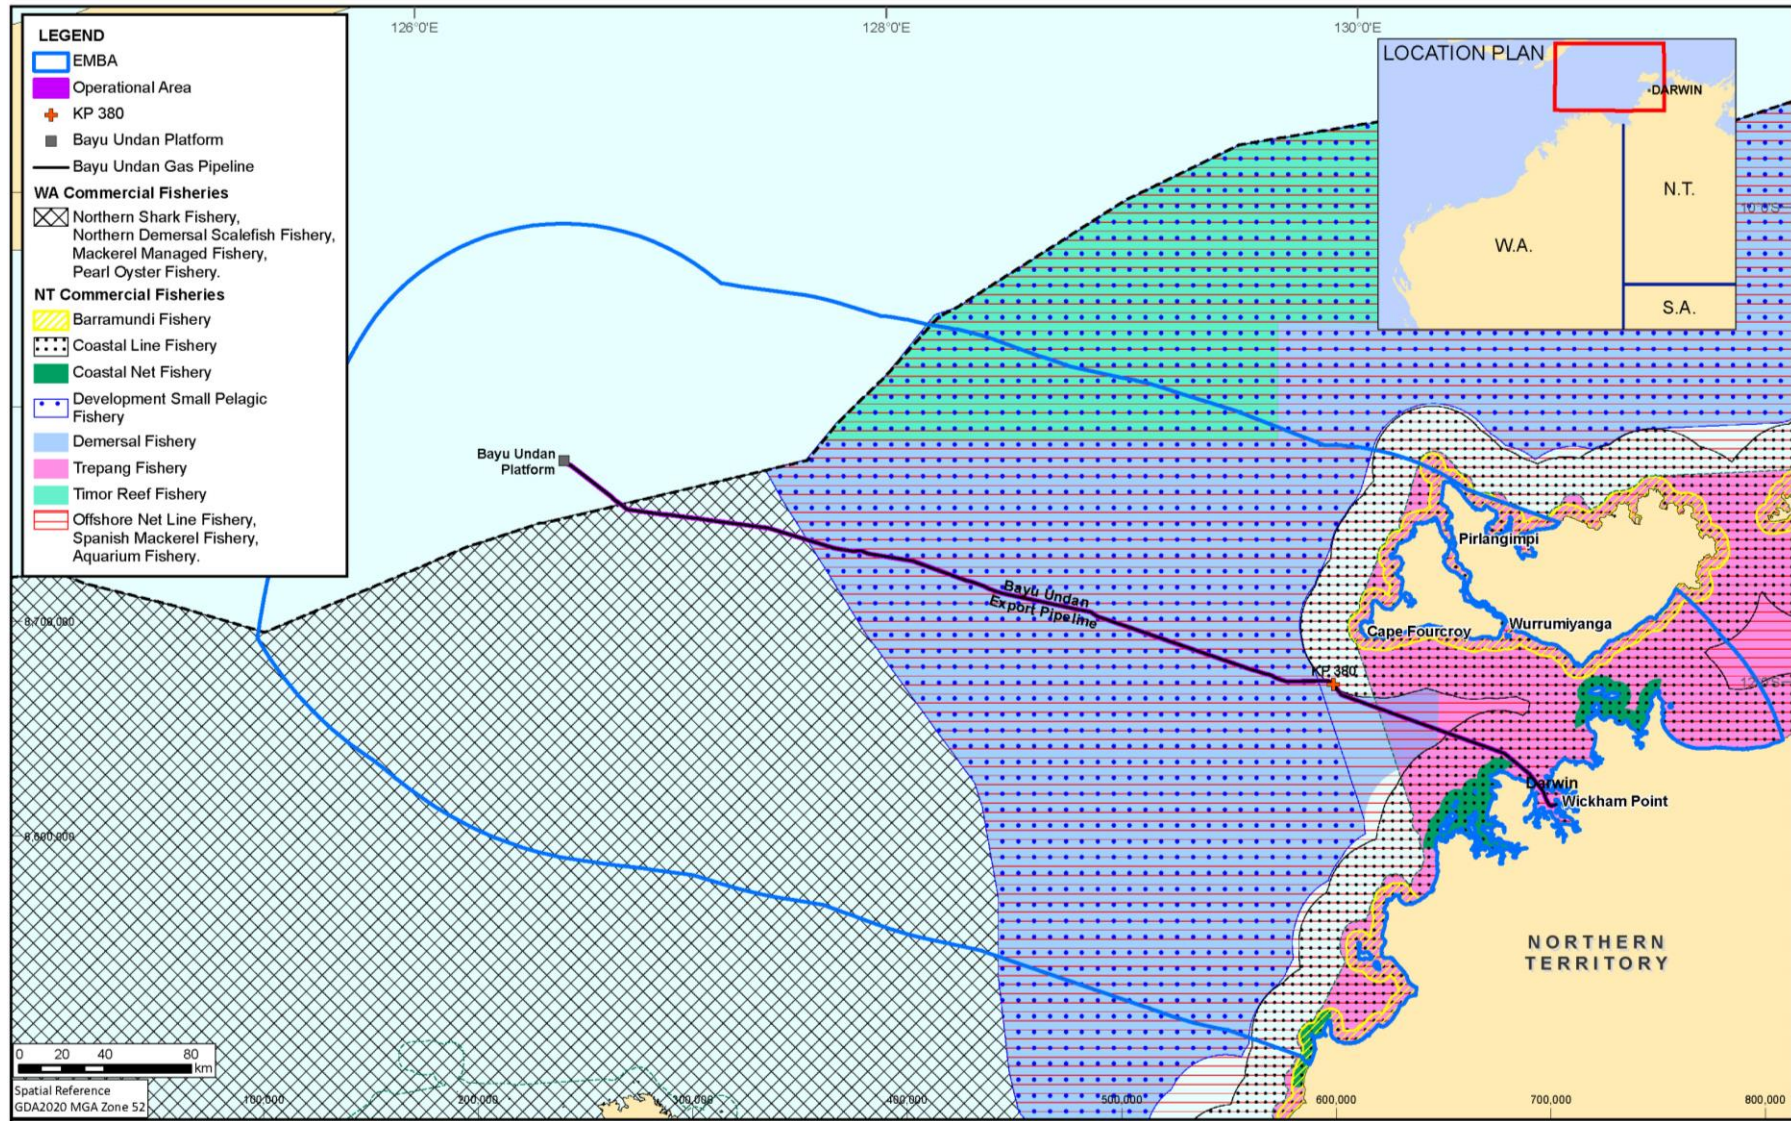 126°0'E
128°0'E
130°0'E
LEGEND
EMBA
Operational Area
KP 380
Bayu Undan Platform
Bayu Undan Gas Pipeline
WA Commercial Fisheries
Northern Shark Fishery,
Northern Demersal Scalefish Fishery,
Mackerel Managed Fishery,
Pearl Oyster Fishery.
NT Commercial Fisheries
Barramundi Fishery
Coastal Line Fishery
Coastal Net Fishery
Development Small Pelagic
Fishery
Demersal Fishery
Trepang Fishery
Timor Reef Fishery
Offshore Net Line Fishery,
Spanish Mackerel Fishery,
Aquarium Fishery.
LOCATION PLAN
DARWIN
N.T.
W.A.
S.A.
Bayu Undan
Platform
Bayu Undan
Export Pipeline
KP 380
Pirlangimpi
Cape Fourcroy
Wurrumiyanga
Darwin
Wickham Point
NORTHERN
TERRITORY
0 20 40 80
km
Spatial Reference
GDA2020 MGA Zone 52
100,000
200,000
300,000
400,000
500,000
600,000
700,000
800,000